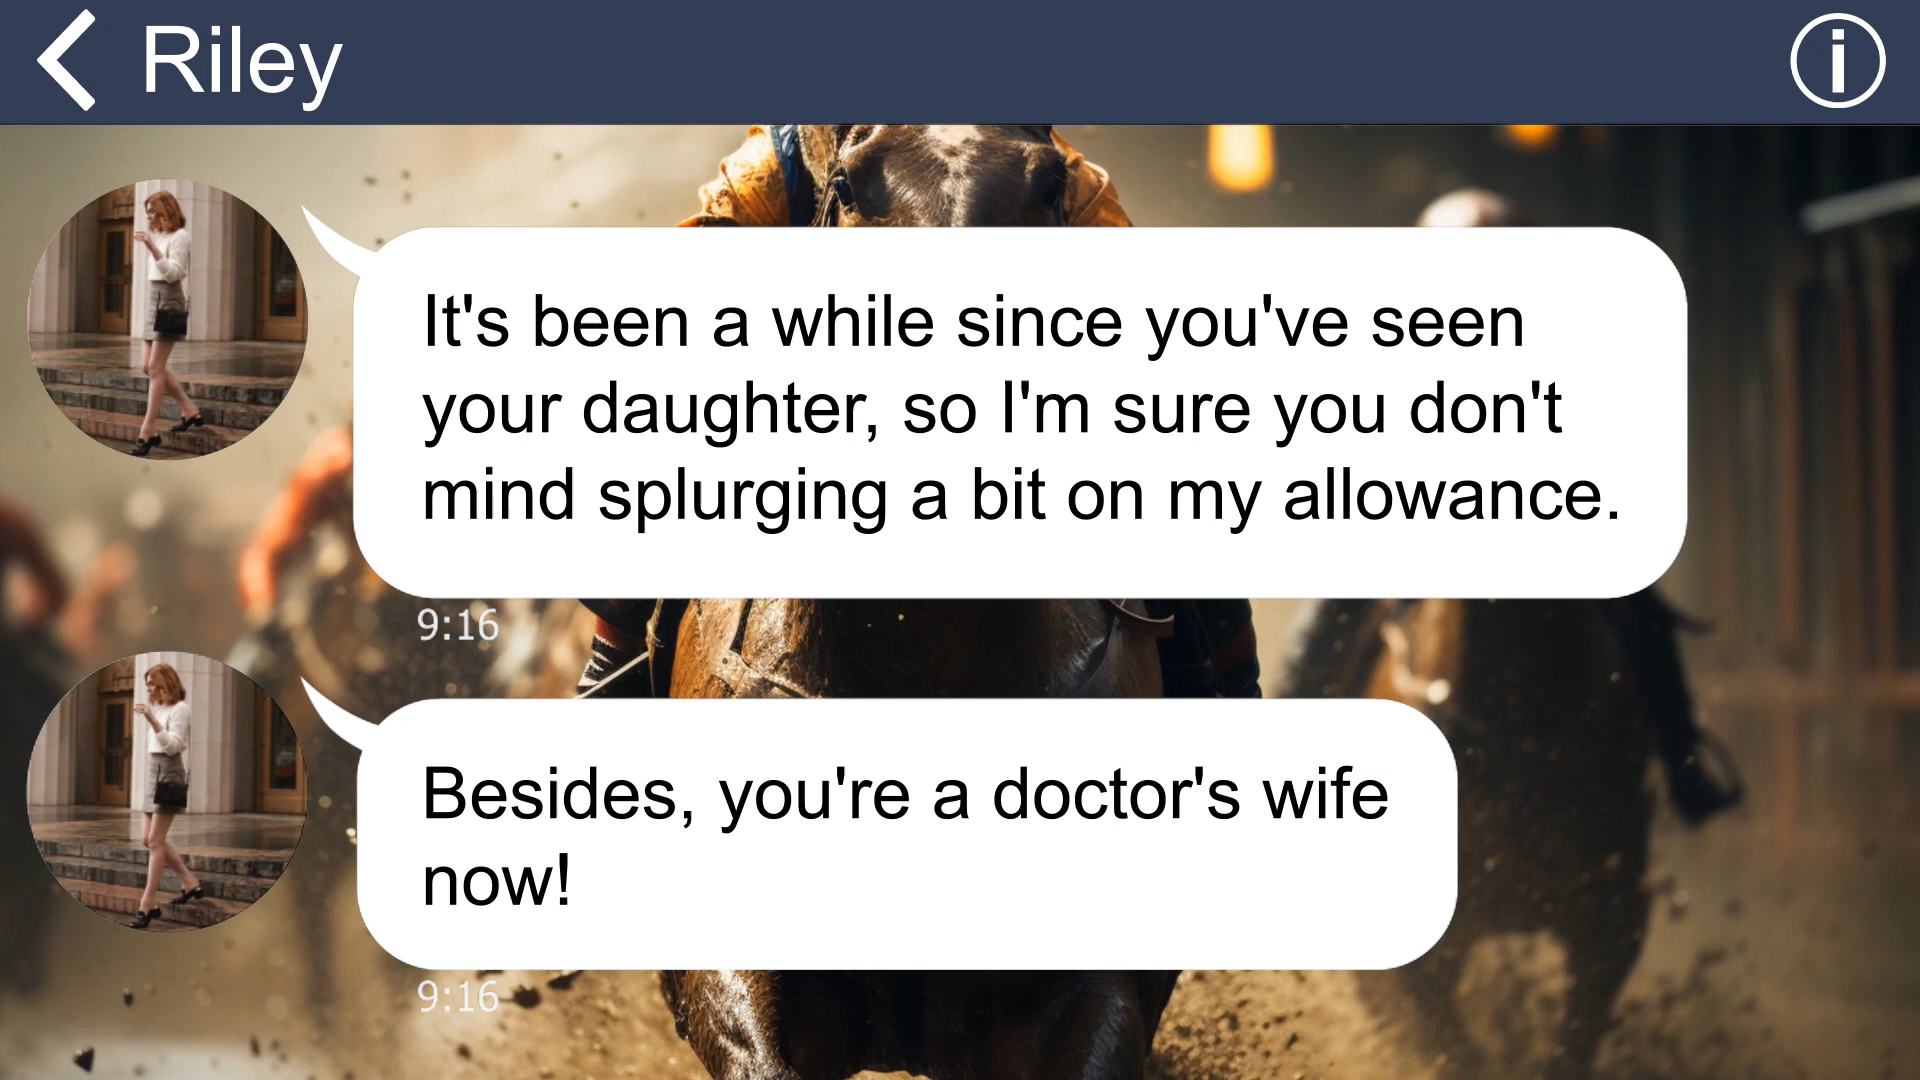 Riley
It's been a while since you've seen
your daughter, so I'm sure you don't
mind splurging a bit on my allowance.
9:16
Besides, you're a doctor's wife
now!
9:16